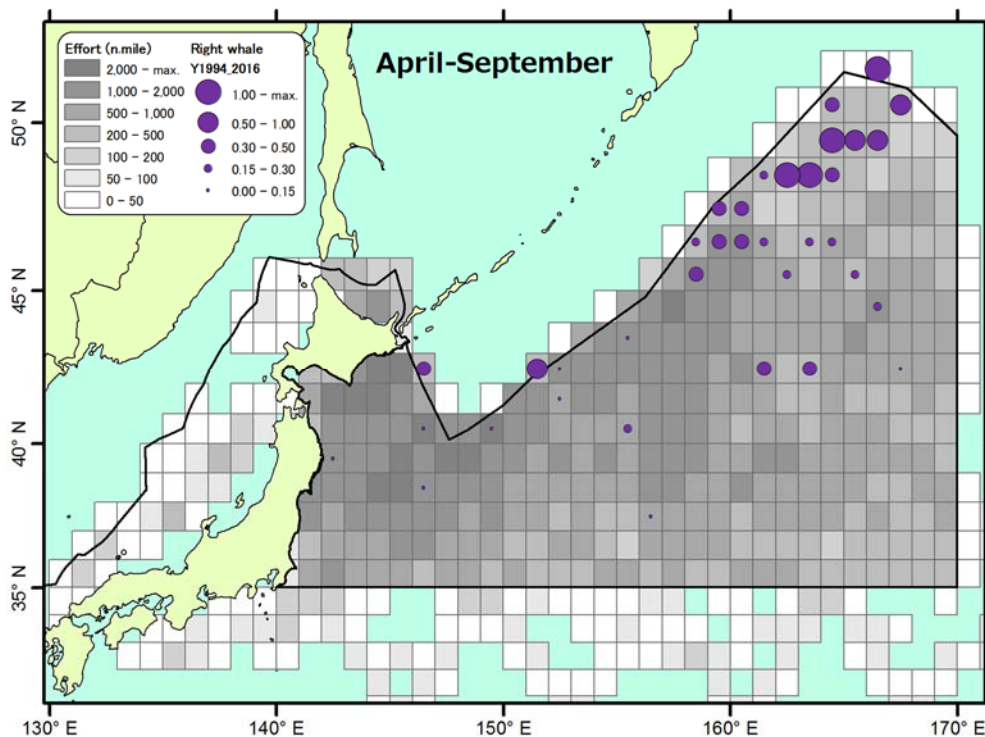 April-September
Effort (n.mile)
2,000 - max.
1,000 - 2,000
500 - 1,000
200 - 500
100 - 200
50 - 100
0 - 50
Right whale
Y1994_2016
1.00 - max.
0.50 - 1.00
0.30 - 0.50
0.15 - 0.30
0.00 - 0.15
50° N
45° N
40° N
35° N
130° E
140° E
150° E
160° E
170° E